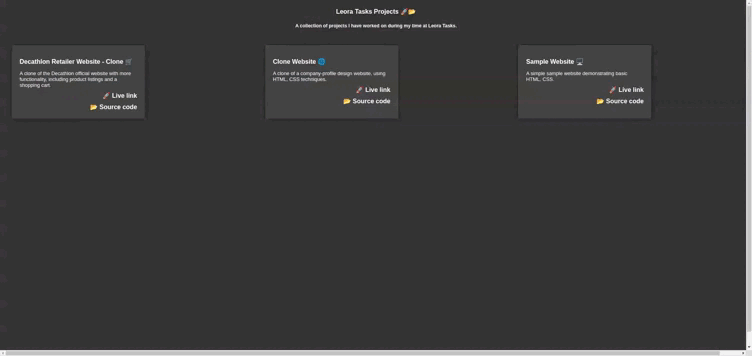 Leora Tasks Projects 🚀📂
A collection of projects I have worked on during my time at Leora Tasks.
Decathlon Retailer Website - Clone 🛒
A clone of the Decathlon official website with more
functionality, including product listings and a
shopping cart
🚀 Live link
📂 Source code
Clone Website 🌐
A clone of a company profile design website, using
HTML, CSS techniques.
🚀 Live link
📂 Source code
Sample Website 🖥️
A simple sample website demonstrating basic
HTML, CSS.
🚀 Live link
📂 Source code